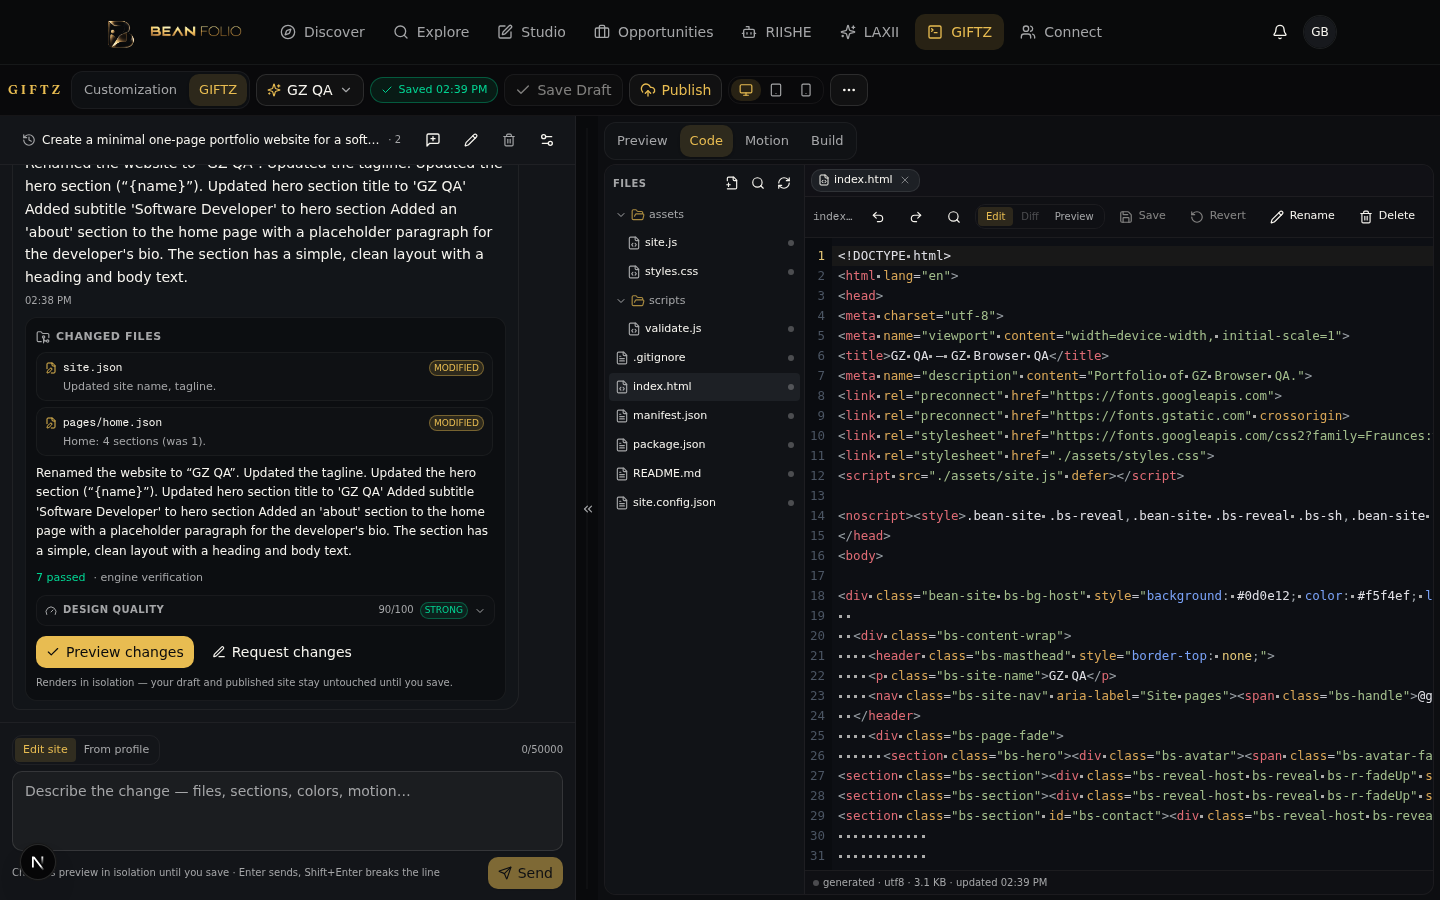 BEAN FOLIO
Discover
Explore
Studio
Opportunities
RIISHE
LAXII
GIFTZ
Connect
GB
GIFTZ
Customization
GIFTZ
GZ QA
Saved 02:39 PM
Save Draft
Publish
Create a minimal one-page portfolio website for a soft… · 2
Renamed the website to “GZ QA”. Updated the tagline. Updated the
hero section (“{name}”). Updated hero section title to 'GZ QA'
Added subtitle 'Software Developer' to hero section Added an
'about' section to the home page with a placeholder paragraph for
the developer's bio. The section has a simple, clean layout with a
heading and body text.
02:38 PM
CHANGED FILES
site.json
MODIFIED
Updated site name, tagline.
pages/home.json
MODIFIED
Home: 4 sections (was 1).
Renamed the website to “GZ QA”. Updated the tagline. Updated the hero
section (“{name}”). Updated hero section title to 'GZ QA' Added subtitle
'Software Developer' to hero section Added an 'about' section to the home
page with a placeholder paragraph for the developer's bio. The section has
a simple, clean layout with a heading and body text.
7 passed · engine verification
DESIGN QUALITY
90/100
STRONG
Preview changes
Request changes
Renders in isolation — your draft and published site stay untouched until you save.
Edit site
From profile
0/50000
Describe the change — files, sections, colors, motion…
preview in isolation until you save · Enter sends, Shift+Enter breaks the line
N
Send
Preview
Code
Motion
Build
FILES
assets
site.js
styles.css
scripts
validate.js
.gitignore
index.html
manifest.json
package.json
README.md
site.config.json
index.html
index…
Edit
Diff
Preview
Save
Revert
Rename
Delete
1 <!DOCTYPE·html>
2 <html·lang="en">
3 <head>
4 <meta·charset="utf-8">
5 <meta·name="viewport"·content="width=device-width,·initial-scale=1">
6 <title>GZ·QA·—·GZ·Browser·QA</title>
7 <meta·name="description"·content="Portfolio·of·GZ·Browser·QA.">
8 <link·rel="preconnect"·href="https://fonts.googleapis.com">
9 <link·rel="preconnect"·href="https://fonts.gstatic.com"·crossorigin>
10 <link·rel="stylesheet"·href="https://fonts.googleapis.com/css2?family=Fraunces:
11 <link·rel="stylesheet"·href="./assets/styles.css">
12 <script·src="./assets/site.js"·defer></script>
13
14 <noscript><style>.bean-site·.bs-reveal,.bean-site·.bs-reveal·.bs-sh,.bean-site·
15 </head>
16 <body>
17
18 <div·class="bean-site·bs-bg-host"·style="background:·#0d0e12;·color:·#f5f4ef;·l
19 ··
20 ··<div·class="bs-content-wrap">
21 ····<header·class="bs-masthead"·style="border-top:·none;">
22 ····<p·class="bs-site-name">GZ·QA</p>
23 ····<nav·class="bs-site-nav"·aria-label="Site·pages"><span·class="bs-handle">@g
24 ··</header>
25 ····<div·class="bs-page-fade">
26 ······<section·class="bs-hero"><div·class="bs-avatar"><span·class="bs-avatar-fa
27 <section·class="bs-section"><div·class="bs-reveal-host·bs-reveal·bs-r-fadeUp"·s
28 <section·class="bs-section"><div·class="bs-reveal-host·bs-reveal·bs-r-fadeUp"·s
29 <section·class="bs-section"·id="bs-contact"><div·class="bs-reveal-host·bs-revea
30 ············
31 ············
generated · utf8 · 3.1 KB · updated 02:39 PM